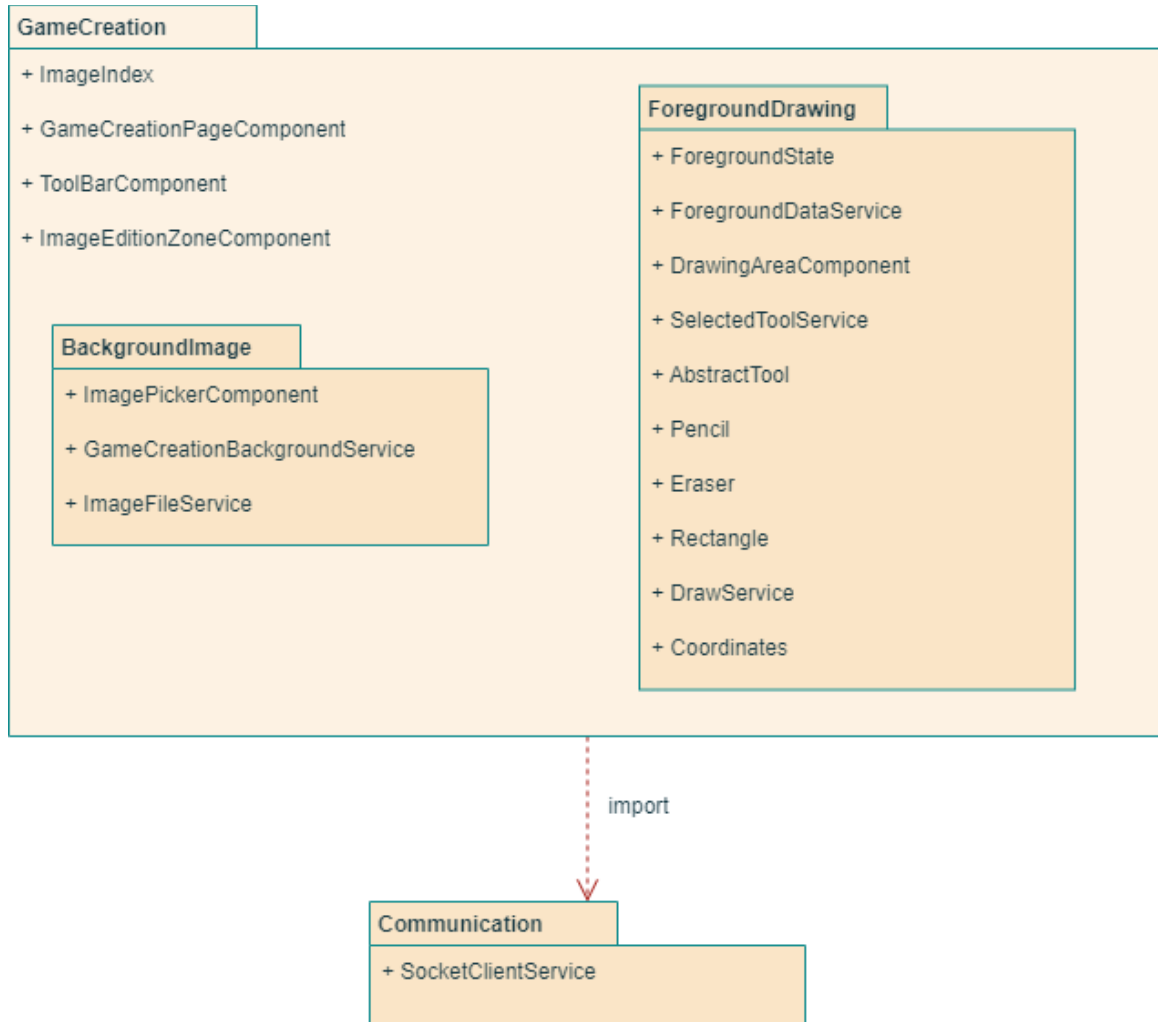 GameCreation
+ ImageIndex
+ GameCreationPageComponent
+ ToolBarComponent
+ ImageEditionZoneComponent
BackgroundImage
+ ImagePickerComponent
+ GameCreationBackgroundService
+ ImageFileService
ForegroundDrawing
+ ForegroundState
+ ForegroundDataService
+ DrawingAreaComponent
+ SelectedToolService
+ AbstractTool
+ Pencil
+ Eraser
+ Rectangle
+ DrawService
+ Coordinates
import
Communication
+ SocketClientService